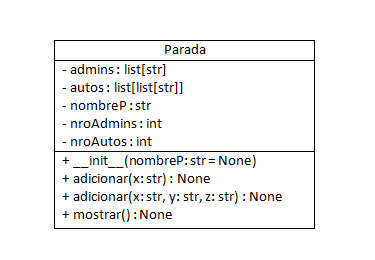 Parada
- admins: list[str]
- autos: list[list[str]]
- nombreP: str
- nroAdmins: int
- nroAutos: int
+ __init__(nombreP: str = None)
+ adicionar(x: str) : None
+ adicionar(x: str, y: str, z: str) : None
+ mostrar() : None